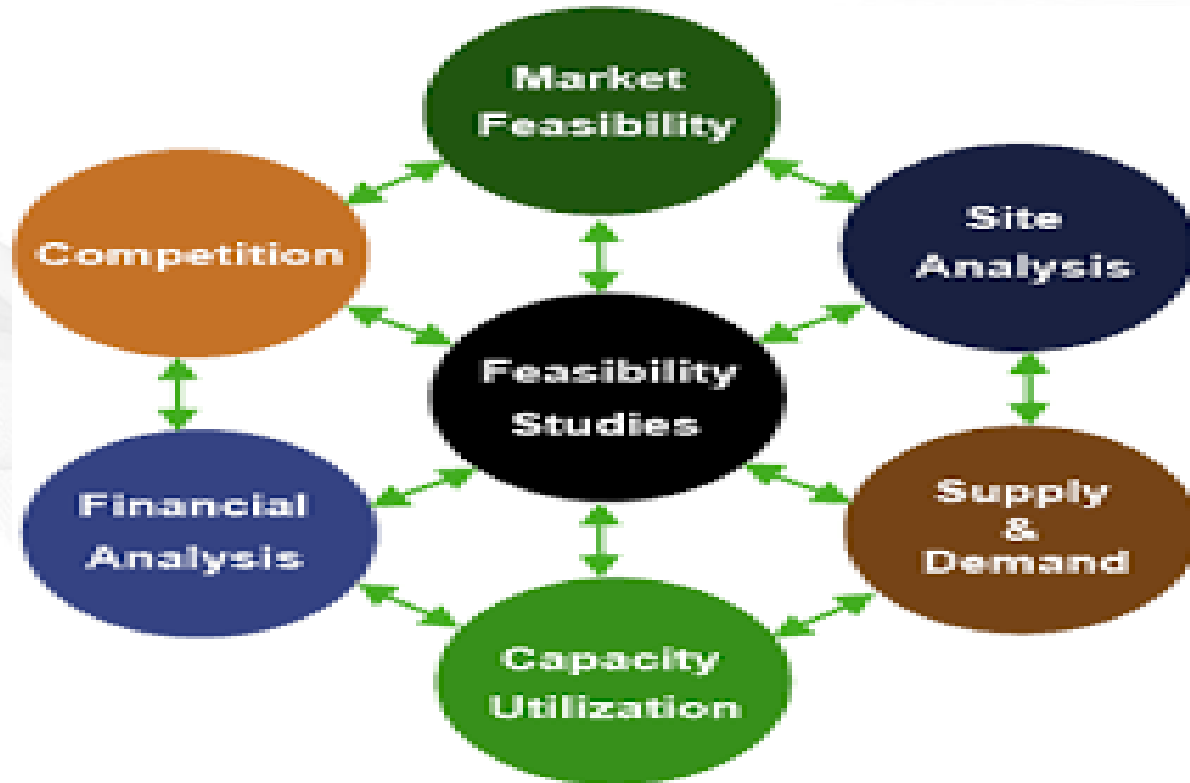 Market
Feasibility
Competition
Site
Analysis
Feasibility
Studies
Financial
Analysis
Supply
&
Demand
Capacity
Utilization